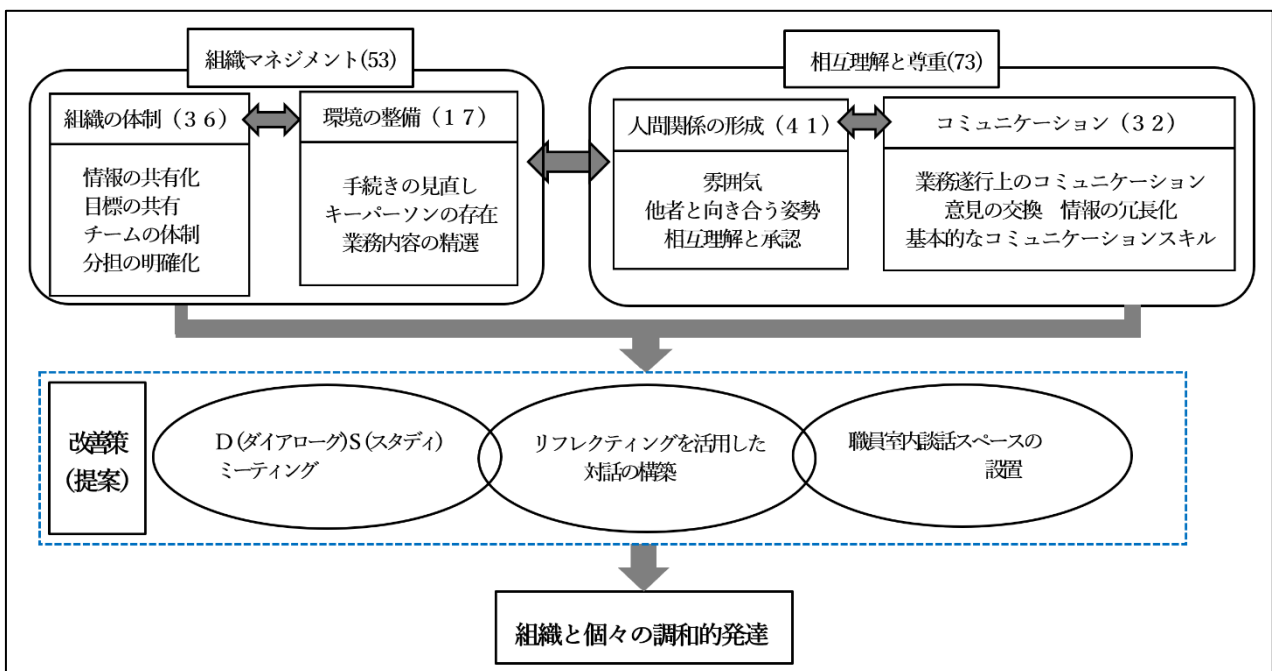 組織マネジメント(53)
組織の体制（３６）
環境の整備（１７）
情報の共有化
目標の共有
チームの体制
分担の明確化
手続きの見直し
キーパーソンの存在
業務内容の精選
相互理解と尊重(73)
人間関係の形成（４１）
コミュニケーション（３２）
雰囲気
他者と向き合う姿勢
相互理解と承認
業務遂行上のコミュニケーション
意見の交換　情報の冗長化
基本的なコミュニケーションスキル
改善策
(提案)
Ｄ(ダイアローグ)Ｓ(スタディ)
ミーティング
リフレクティングを活用した
対話の構築
職員室内談話スペースの
設置
組織と個々の調和的発達